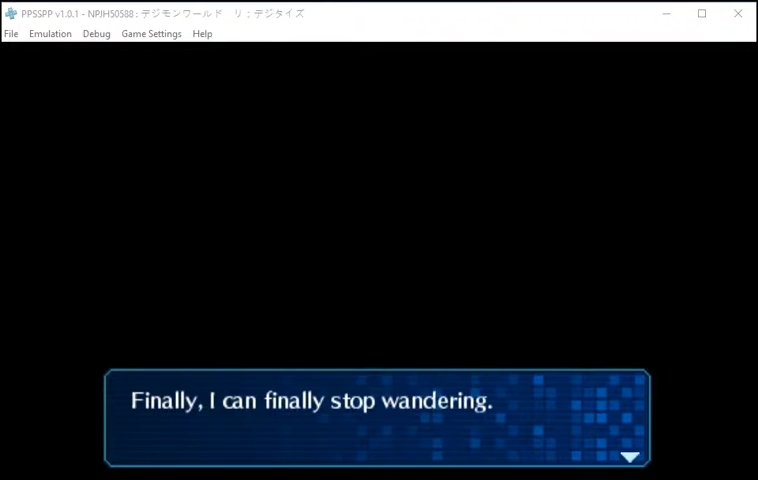 PPSSPP v1.0.1 - NPJH50588 : デジモンワールド　リ：デジタイズ
File Emulation Debug Game Settings Help
Finally, I can finally stop wandering.